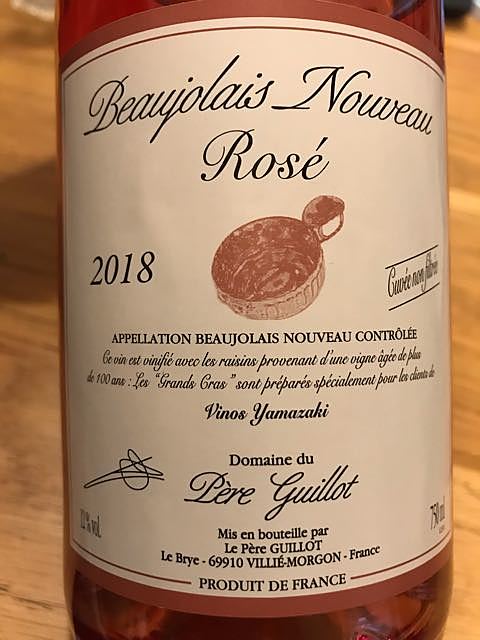 Beaujolais Nouveau
Rosé
2018
Cuvée non filtrée
APPELLATION BEAUJOLAIS NOUVEAU CONTRÔLÉE
Ce vin est vinifié avec les raisins provenant d'une vigne âgée de plus
de 100 ans : Les "Grands Cras" sont préparés spécialement pour les clients de
Vinos Yamazaki
Domaine du
Père Guillot
12% vol.
750 ml
Mis en bouteille par
Le Père GUILLOT
Le Brye - 69910 VILLIÉ-MORGON - France
PRODUIT DE FRANCE